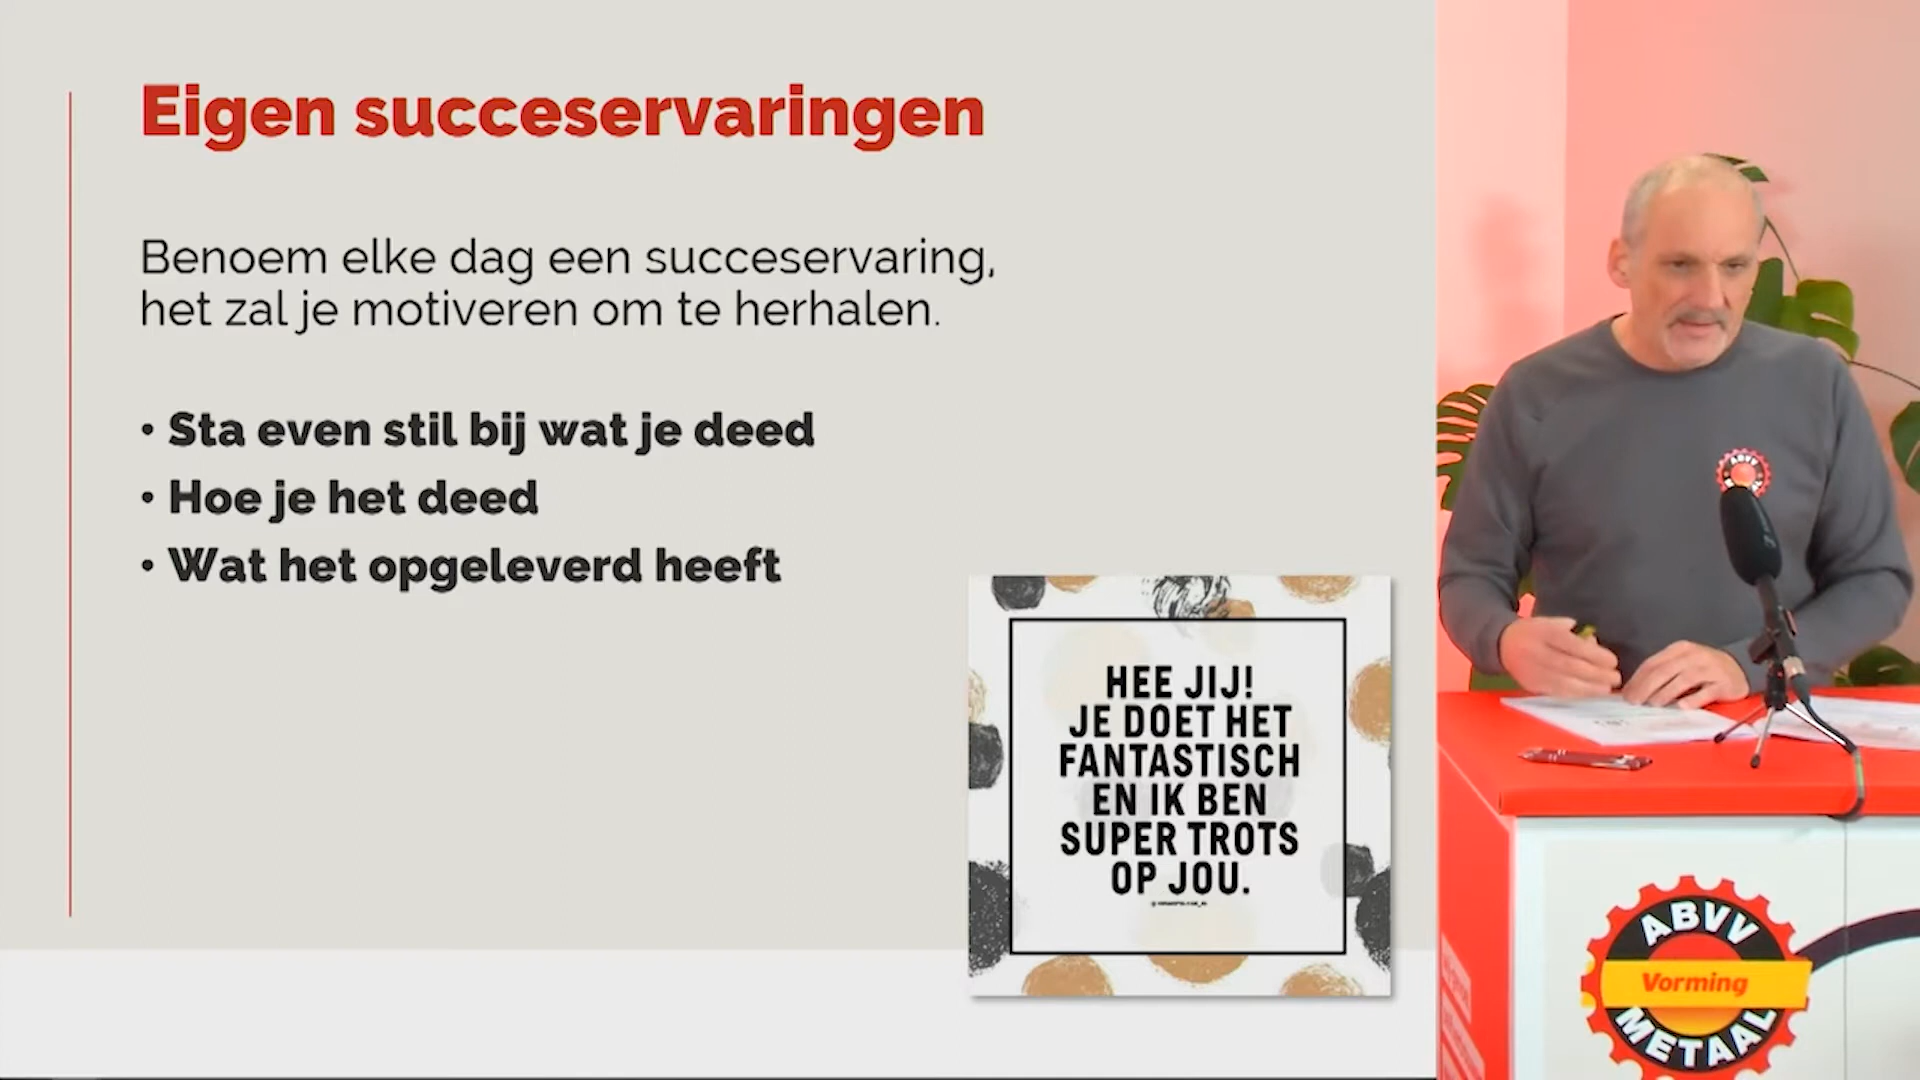 Eigen succeservaringen
Benoem elke dag een succeservaring,
het zal je motiveren om te herhalen.
• Sta even stil bij wat je deed
• Hoe je het deed
• Wat het opgeleverd heeft
HEE JIJ!
JE DOET HET
FANTASTISCH
EN IK BEN
SUPER TROTS
OP JOU.
ABVV
METAAL
ABVV
Vorming
METAAL